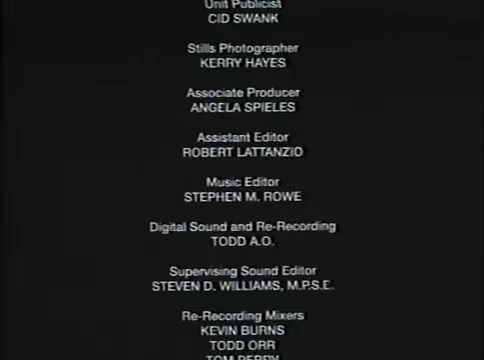 Unit Publicist
CID SWANK
Stills Photographer
KERRY HAYES
Associate Producer
ANGELA SPIELES
Assistant Editor
ROBERT LATTANZIO
Music Editor
STEPHEN M. ROWE
Digital Sound and Re-Recording
TODD A.O.
Supervising Sound Editor
STEVEN D. WILLIAMS, M.P.S.E.
Re-Recording Mixers
KEVIN BURNS
TODD ORR
TOM PERRY